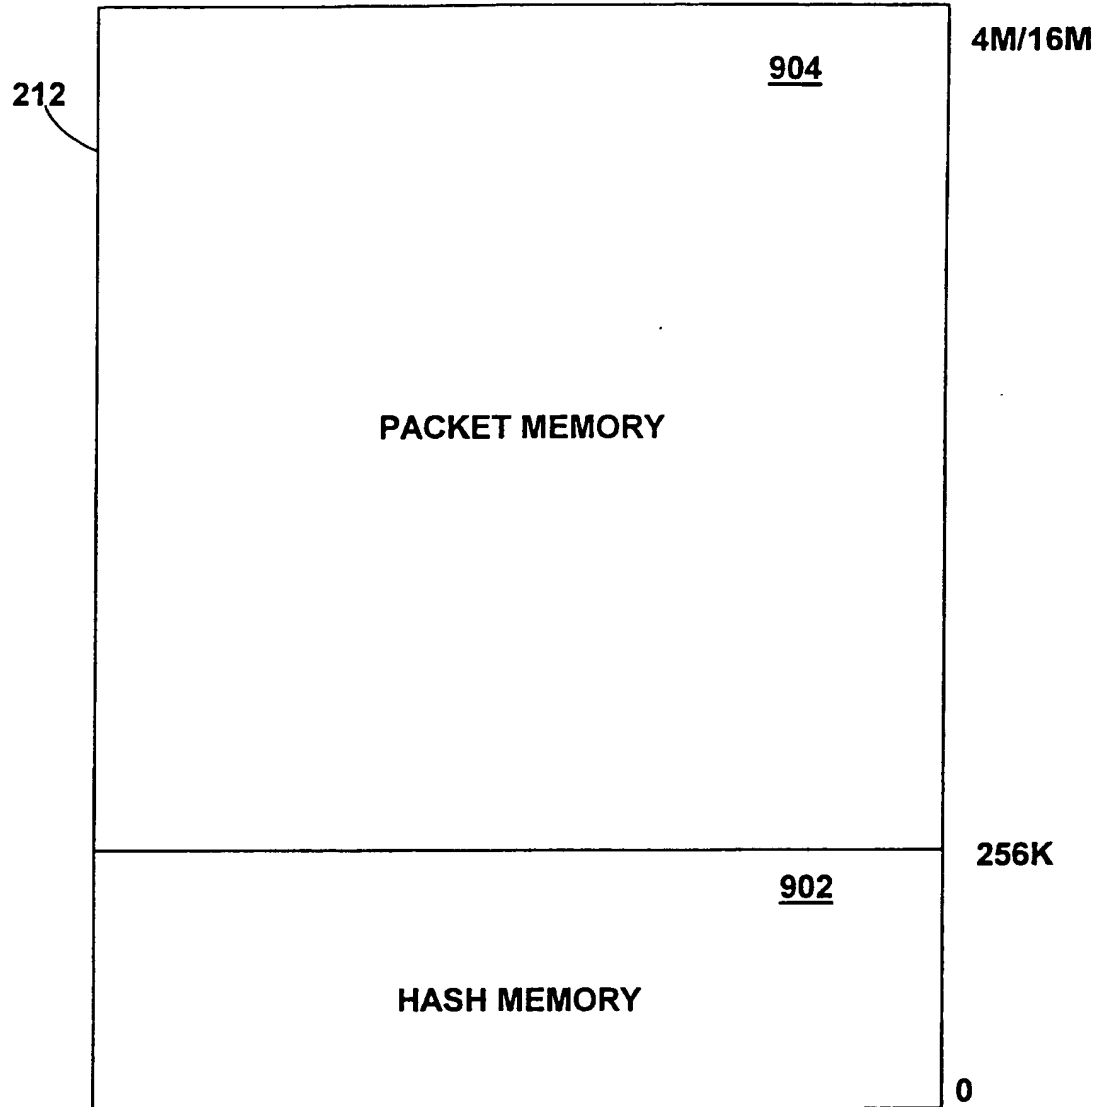 4M/16M
904
212
PACKET MEMORY
256K
902
HASH MEMORY
0